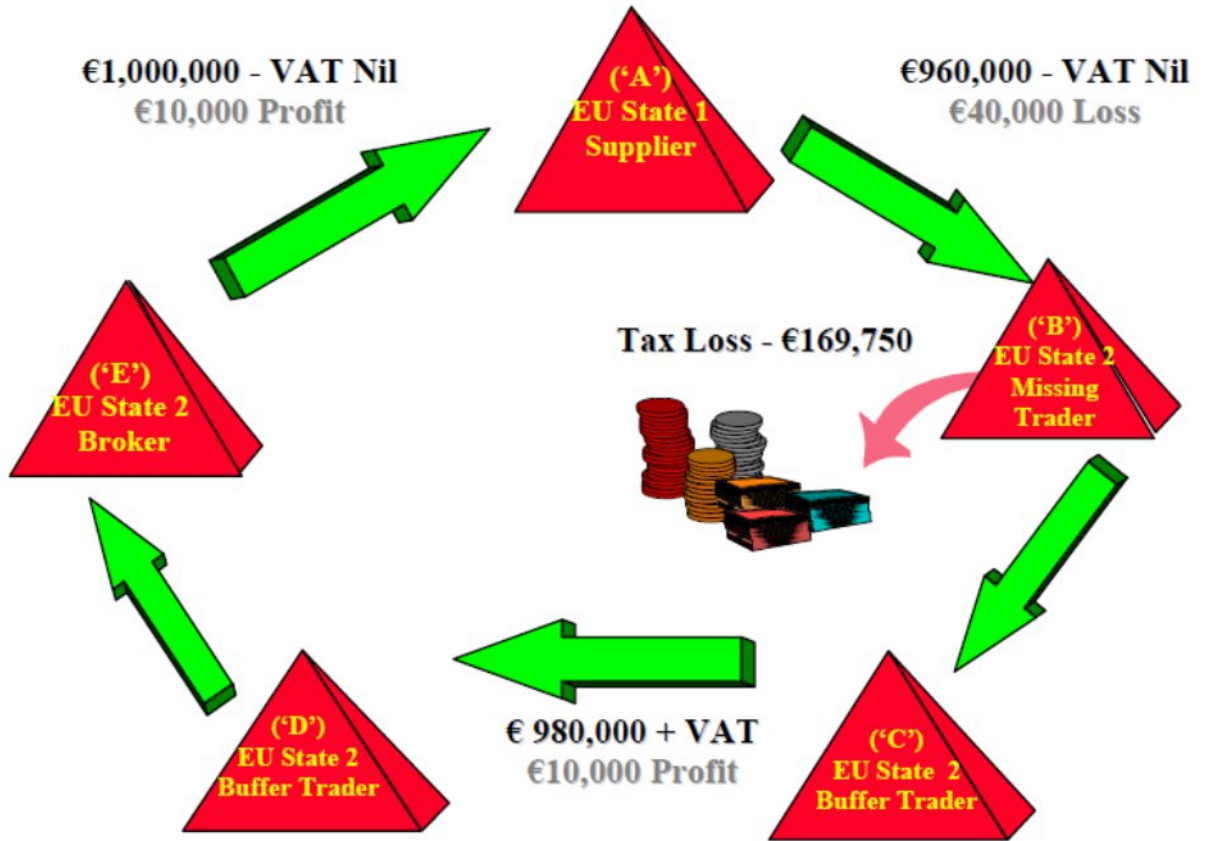 €1,000,000 - VAT Nil
€10,000 Profit
(‘A’)
EU State 1
Supplier
€960,000 - VAT Nil
€40,000 Loss
(‘E’)
EU State 2
Broker
Tax Loss - €169,750
(‘B’)
EU State 2
Missing
Trader
(‘D’)
EU State 2
Buffer Trader
€ 980,000 + VAT
€10,000 Profit
(‘C’)
EU State 2
Buffer Trader